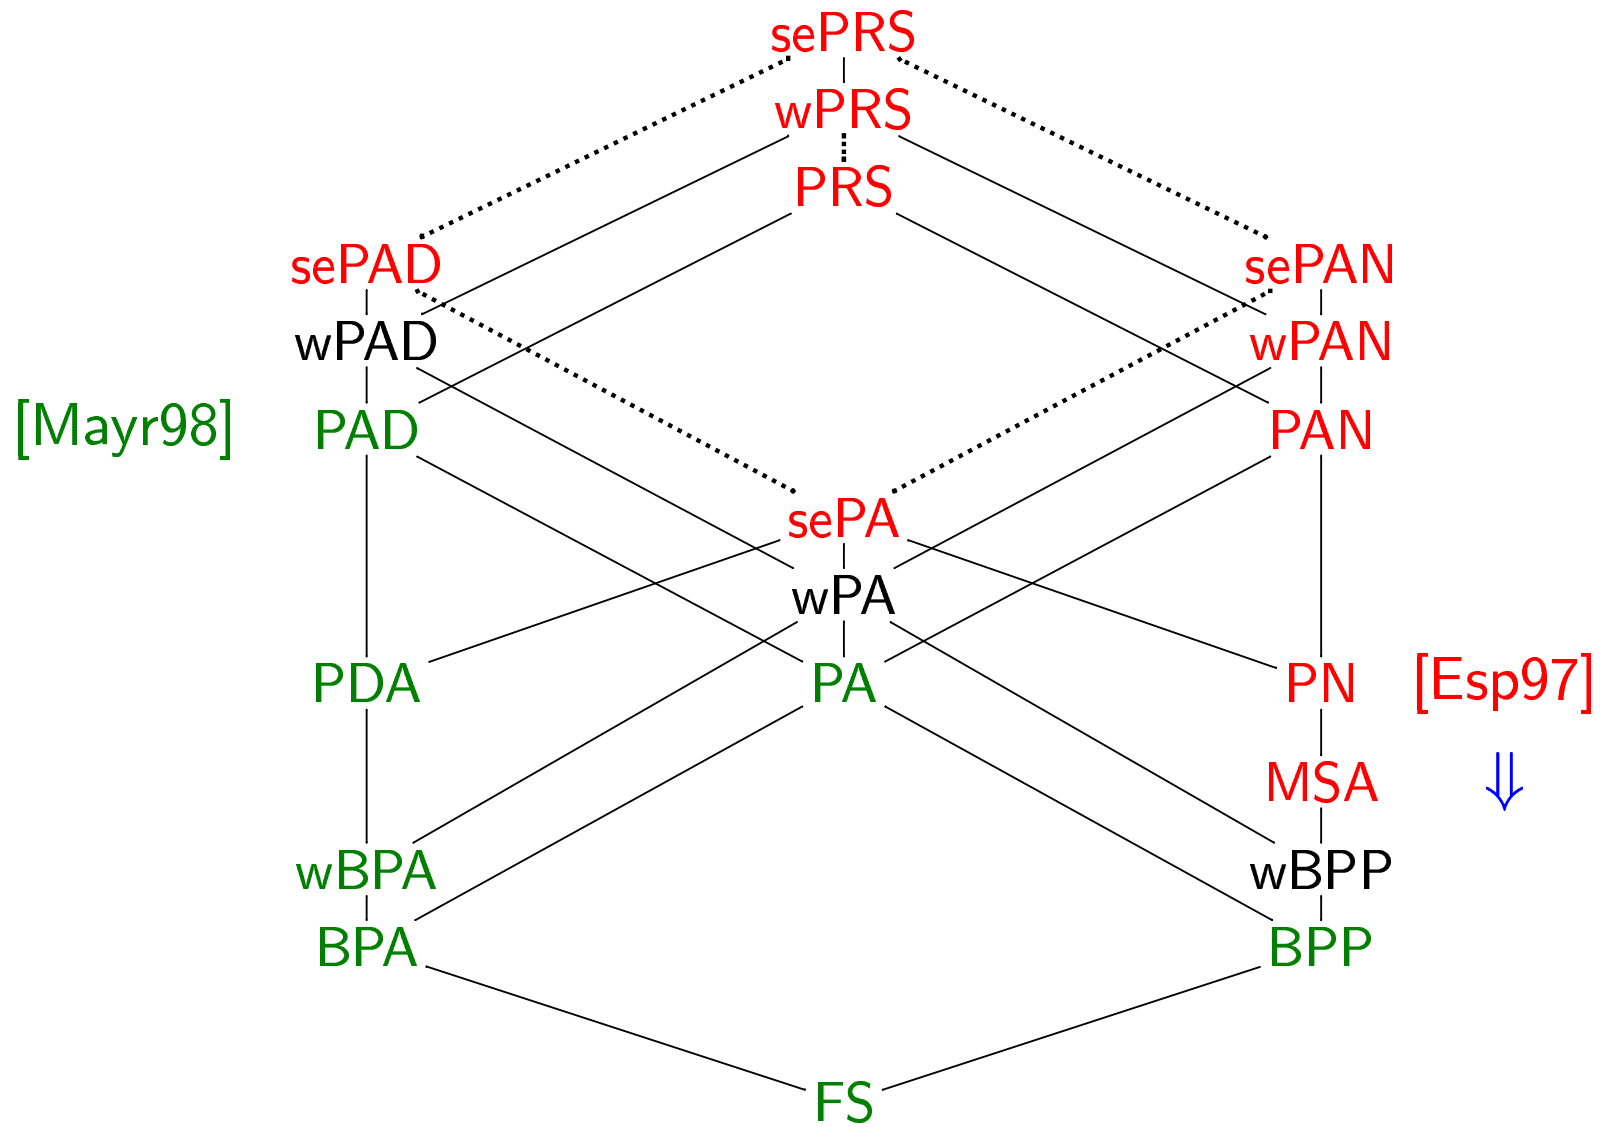 sePRS
wPRS
PRS
sePAD sePAN
wPAD wPAN
[Mayr98] PAD PAN
sePA
wPA
PDA PA PN [Esp97]
MSA ⇓
wBPA wBPP
BPA BPP
FS